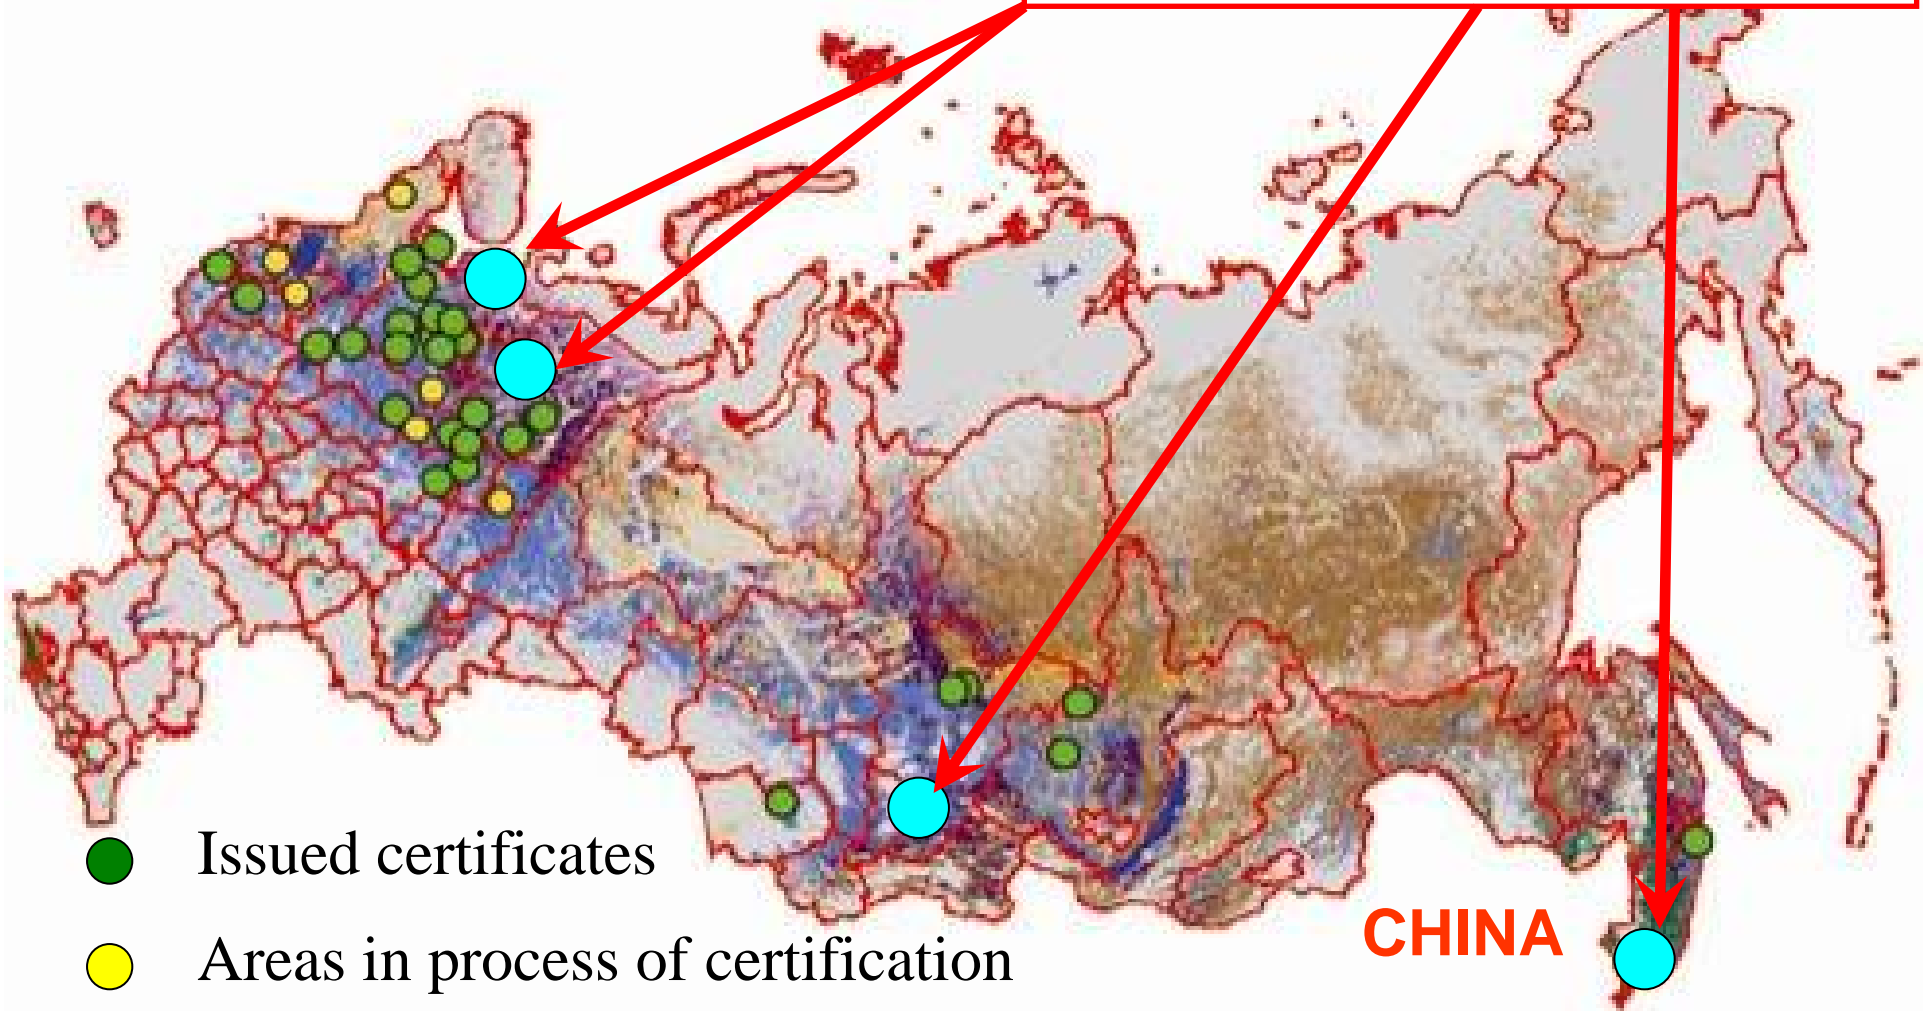 Issued certificates
CHINA
Areas in process of certification